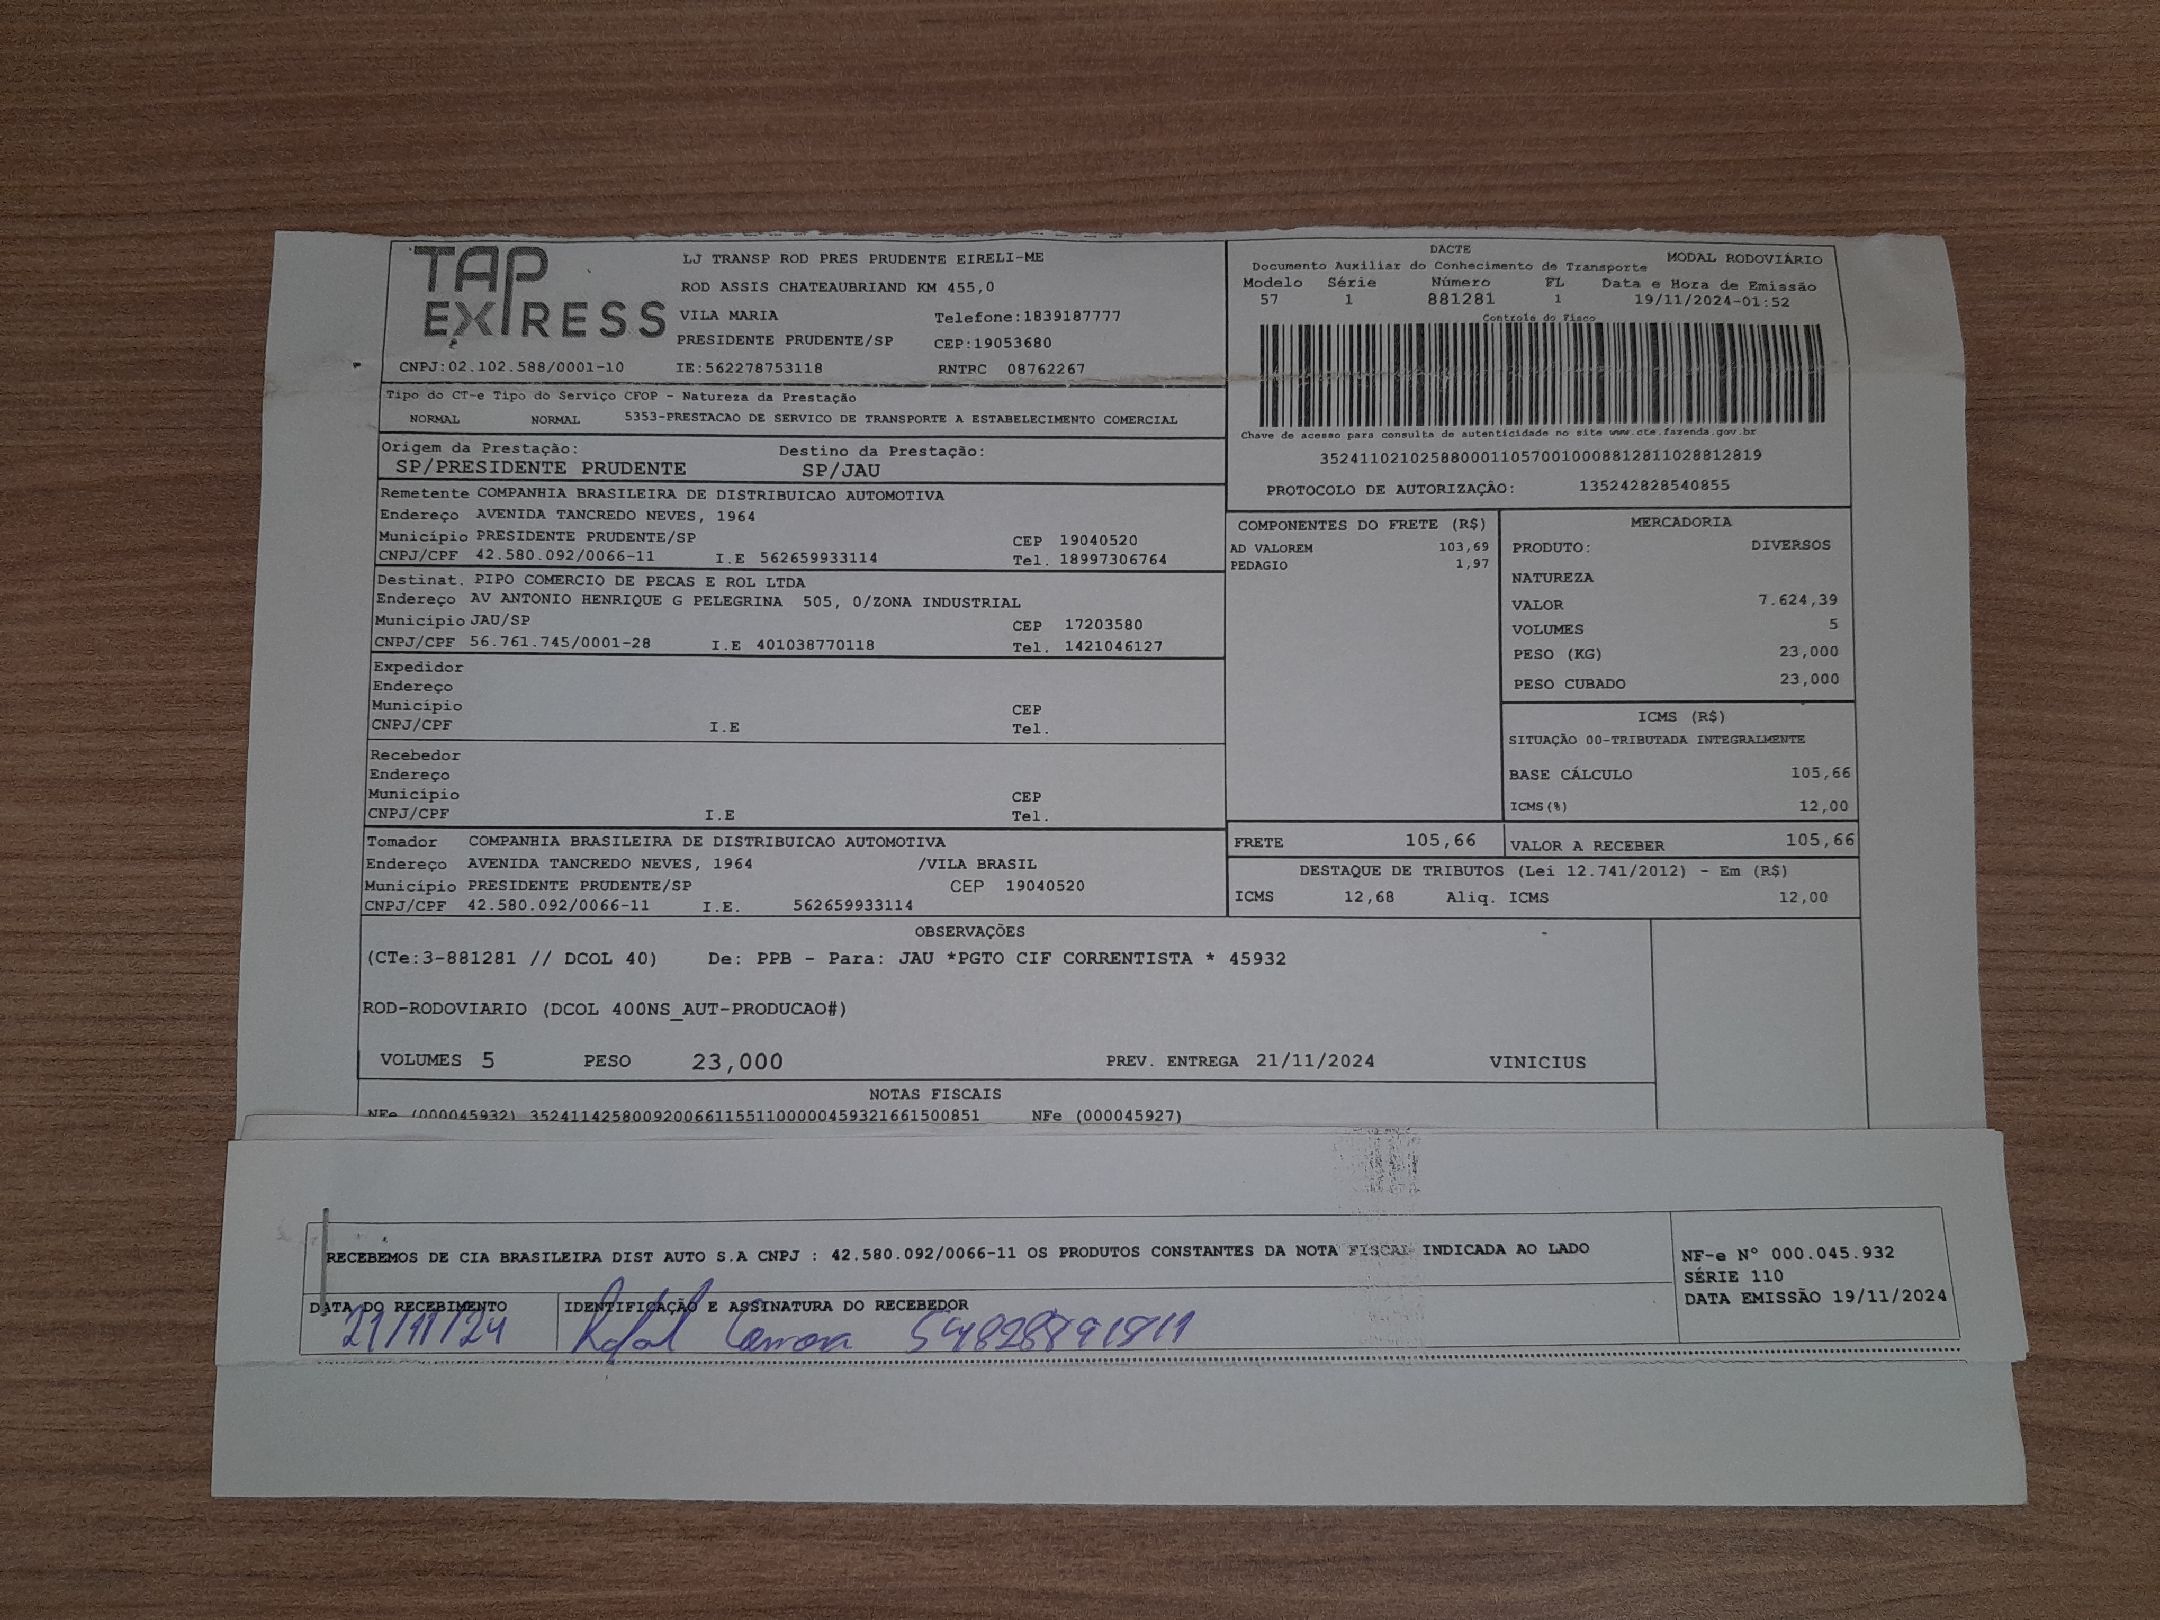 TAP
EXPRESS
LJ TRANSP ROD PRES PRUDENTE EIRELI-ME
ROD ASSIS CHATEAUBRIAND KM 455,0
VILA MARIA Telefone:1839187777
PRESIDENTE PRUDENTE/SP CEP:19053680
CNPJ:02.102.588/0001-10 IE:562278753118 RNTRC 08762267
DACTE
Documento Auxiliar do Conhecimento de Transporte
MODAL RODOVIÁRIO
Modelo Série Número FL Data e Hora de Emissão
57 1 881281 1 19/11/2024-01:52
Controle do Fisco
Chave de acesso para consulta de autenticidade no site www.cte.fazenda.gov.br
35241102102588000110570010008812811028812819
PROTOCOLO DE AUTORIZAÇÃO: 135242828540855
Tipo do CT-e Tipo do Serviço CFOP - Natureza da Prestação
NORMAL NORMAL 5353-PRESTACAO DE SERVICO DE TRANSPORTE A ESTABELECIMENTO COMERCIAL
Origem da Prestação: Destino da Prestação:
SP/PRESIDENTE PRUDENTE SP/JAU
Remetente COMPANHIA BRASILEIRA DE DISTRIBUICAO AUTOMOTIVA
Endereço AVENIDA TANCREDO NEVES, 1964
Município PRESIDENTE PRUDENTE/SP CEP 19040520
CNPJ/CPF 42.580.092/0066-11 I.E 562659933114 Tel. 18997306764
Destinat. PIPO COMERCIO DE PECAS E ROL LTDA
Endereço AV ANTONIO HENRIQUE G PELEGRINA 505, 0/ZONA INDUSTRIAL
Município JAU/SP CEP 17203580
CNPJ/CPF 56.761.745/0001-28 I.E 401038770118 Tel. 1421046127
Expedidor
Endereço
Município CEP
CNPJ/CPF I.E Tel.
Recebedor
Endereço
Município CEP
CNPJ/CPF I.E Tel.
Tomador COMPANHIA BRASILEIRA DE DISTRIBUICAO AUTOMOTIVA
Endereço AVENIDA TANCREDO NEVES, 1964 /VILA BRASIL
Município PRESIDENTE PRUDENTE/SP CEP 19040520
CNPJ/CPF 42.580.092/0066-11 I.E. 562659933114
COMPONENTES DO FRETE (R$)
AD VALOREM 103,69
PEDAGIO 1,97
MERCADORIA
PRODUTO: DIVERSOS
NATUREZA
VALOR 7.624,39
VOLUMES 5
PESO (KG) 23,000
PESO CUBADO 23,000
ICMS (R$)
SITUAÇÃO 00-TRIBUTADA INTEGRALMENTE
BASE CÁLCULO 105,66
ICMS(%) 12,00
FRETE 105,66 VALOR A RECEBER 105,66
DESTAQUE DE TRIBUTOS (Lei 12.741/2012) - Em (R$)
ICMS 12,68 Aliq. ICMS 12,00
OBSERVAÇÕES
(CTe:3-881281 // DCOL 40) De: PPB - Para: JAU *PGTO CIF CORRENTISTA * 45932
ROD-RODOVIARIO (DCOL 400NS_AUT-PRODUCAO#)
VOLUMES 5 PESO 23,000 PREV. ENTREGA 21/11/2024 VINICIUS
NOTAS FISCAIS
NFe (000045932) 35241142580092006611551100000459321661500851 NFe (000045927)
RECEBEMOS DE CIA BRASILEIRA DIST AUTO S.A CNPJ : 42.580.092/0066-11 OS PRODUTOS CONSTANTES DA NOTA FISCAL INDICADA AO LADO
NF-e Nº 000.045.932
SÉRIE 110
DATA EMISSÃO 19/11/2024
DATA DO RECEBIMENTO IDENTIFICAÇÃO E ASSINATURA DO RECEBEDOR
21/11/24